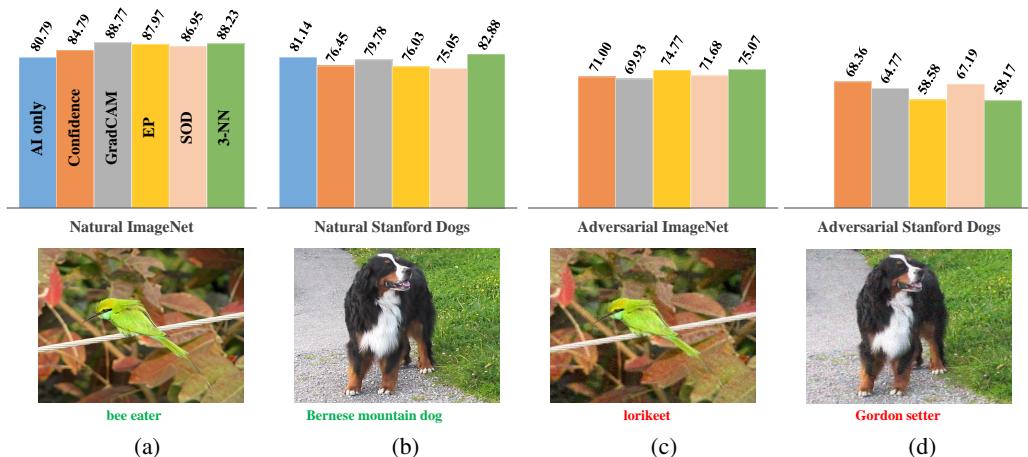 80.79 84.79 88.77 87.97 86.95 88.23
AI only Confidence GradCAM EP SOD 3-NN
Natural ImageNet
bee eater
(a)
81.14 76.45 79.78 76.03 75.05 82.88
Natural Stanford Dogs
Bernese mountain dog
(b)
71.00 69.93 74.77 71.68 75.07
Adversarial ImageNet
lorikeet
(c)
68.36 64.77 58.58 67.19 58.17
Adversarial Stanford Dogs
Gordon setter
(d)